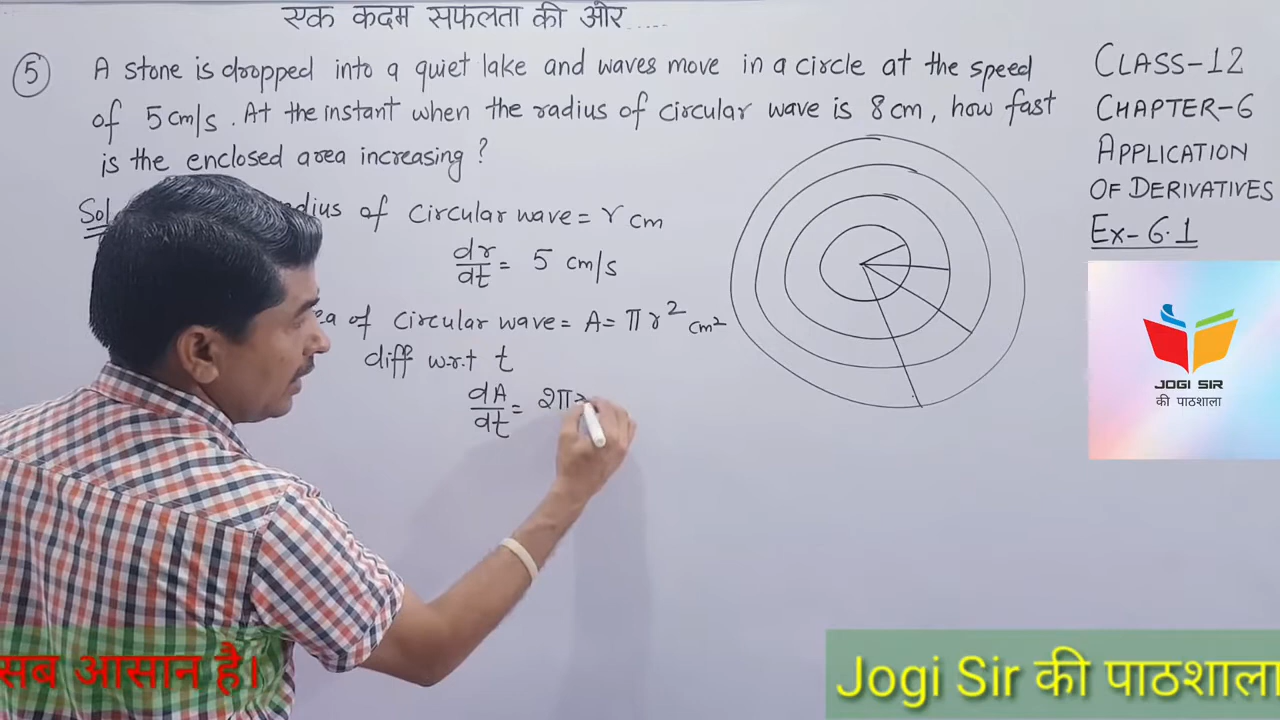 एक कदम सफलता की ओर.....
⑤ A stone is dropped into a quiet lake and waves move in a circle at the speed
of 5 cm/s. At the instant when the radius of circular wave is 8 cm, how fast
is the enclosed area increasing?
Sol
radius of circular wave = r cm
dr/dt = 5 cm/s
of circular wave = A = πr² cm²
diff w.r.t t
dA/dt = 2π
CLASS-12
CHAPTER-6
APPLICATION
OF DERIVATIVES
Ex-6.1
JOGI SIR
की पाठशाला
सब आसान है।
Jogi Sir की पाठशाला